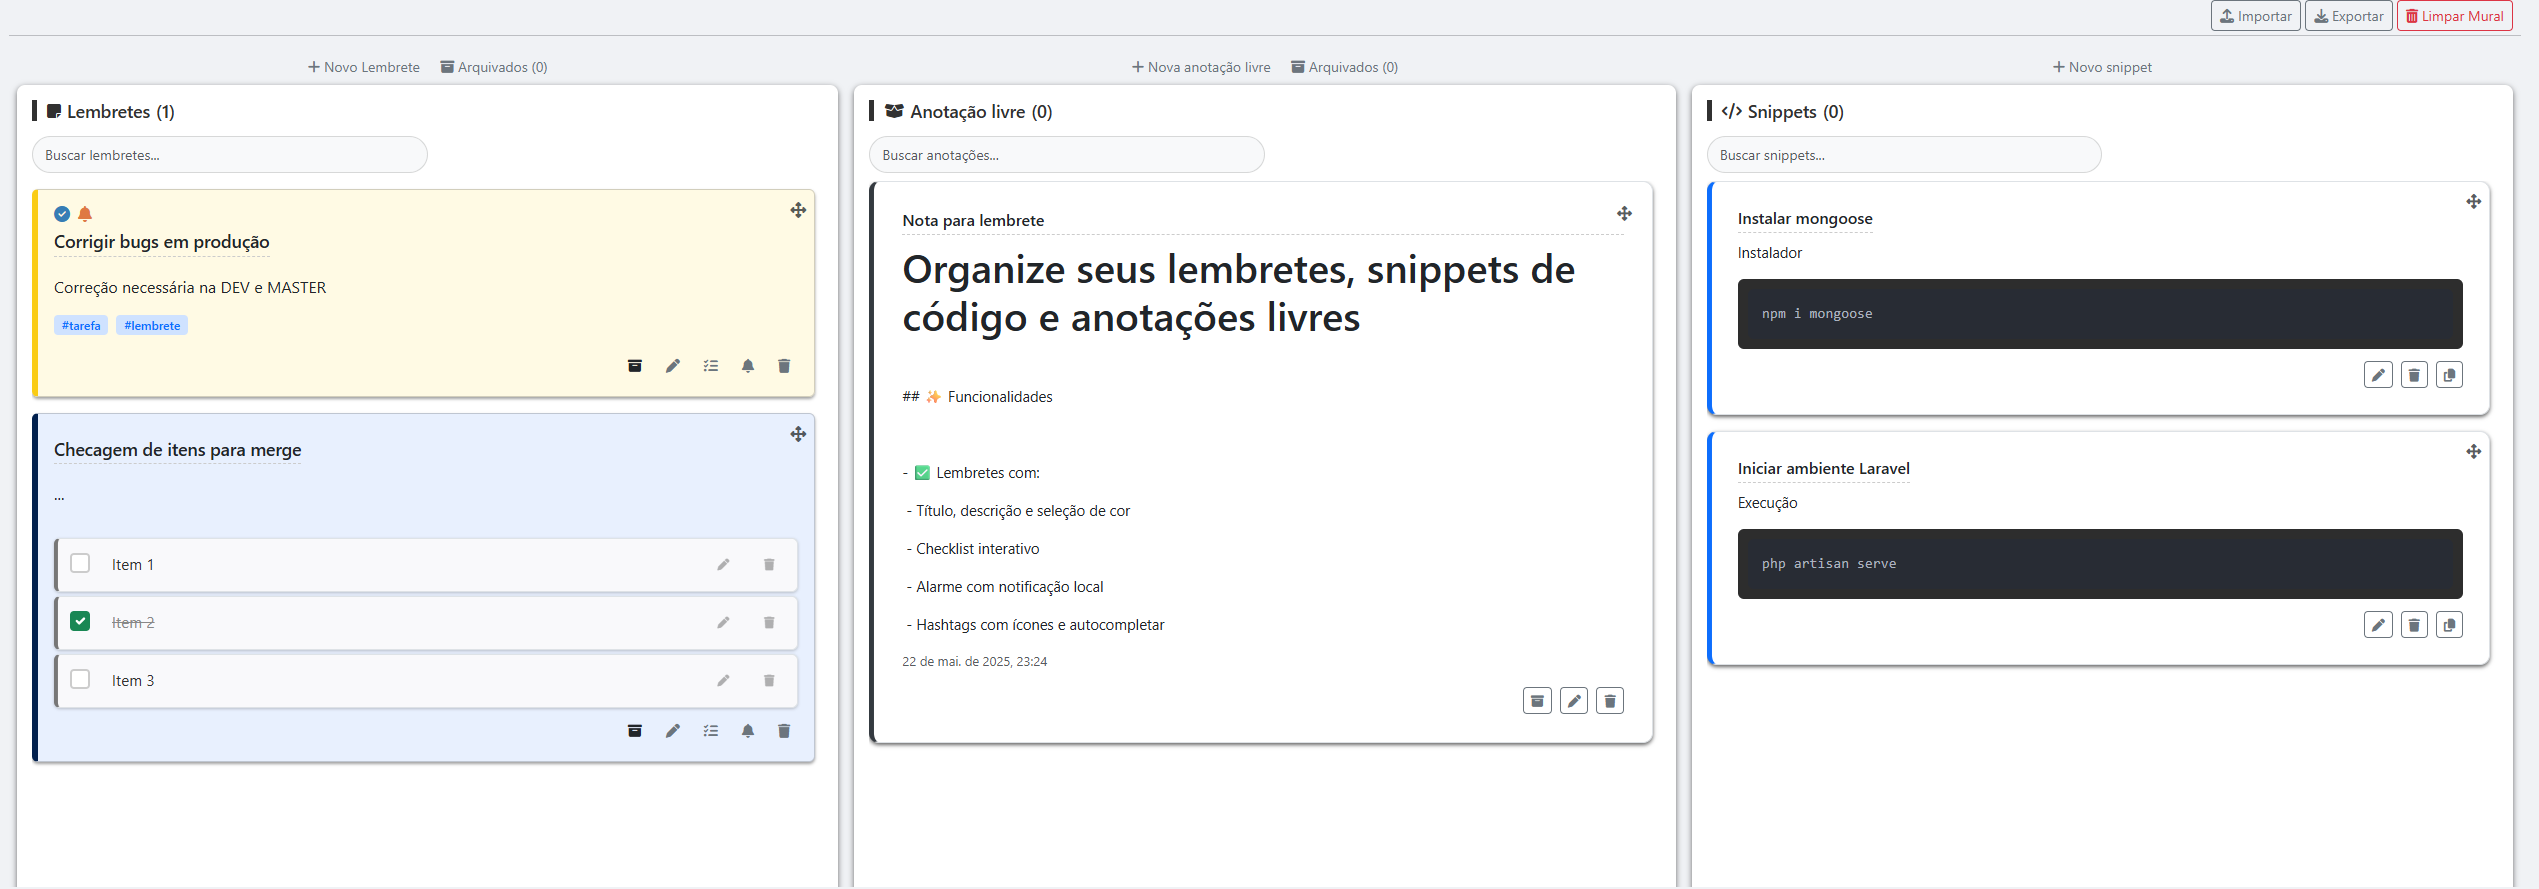 Importar
Exportar
Limpar Mural
+ Novo Lembrete
Arquivados (0)
+ Nova anotação livre
Arquivados (0)
+ Novo snippet
Lembretes (1)
Buscar lembretes...
Corrigir bugs em produção
Correção necessária na DEV e MASTER
#tarefa #lembrete
Checagem de itens para merge
...
Item 1
Item 2
Item 3
Anotação livre (0)
Buscar anotações...
Nota para lembrete
Organize seus lembretes, snippets de
código e anotações livres
## ✨ Funcionalidades
- ✅ Lembretes com:
- Título, descrição e seleção de cor
- Checklist interativo
- Alarme com notificação local
- Hashtags com ícones e autocompletar
22 de mai. de 2025, 23:24
</> Snippets (0)
Buscar snippets...
Instalar mongoose
Instalador
npm i mongoose
Iniciar ambiente Laravel
Execução
php artisan serve